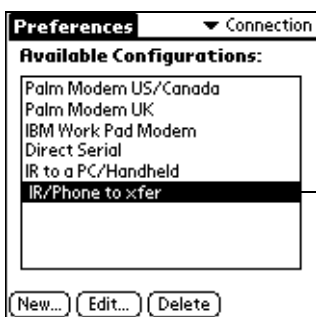 Preferences ▼ Connection
Available Configurations:
Palm Modem US/Canada
Palm Modem UK
IBM Work Pad Modem
Direct Serial
IR to a PC/Handheld
IR/Phone to xfer
New... Edit... Delete